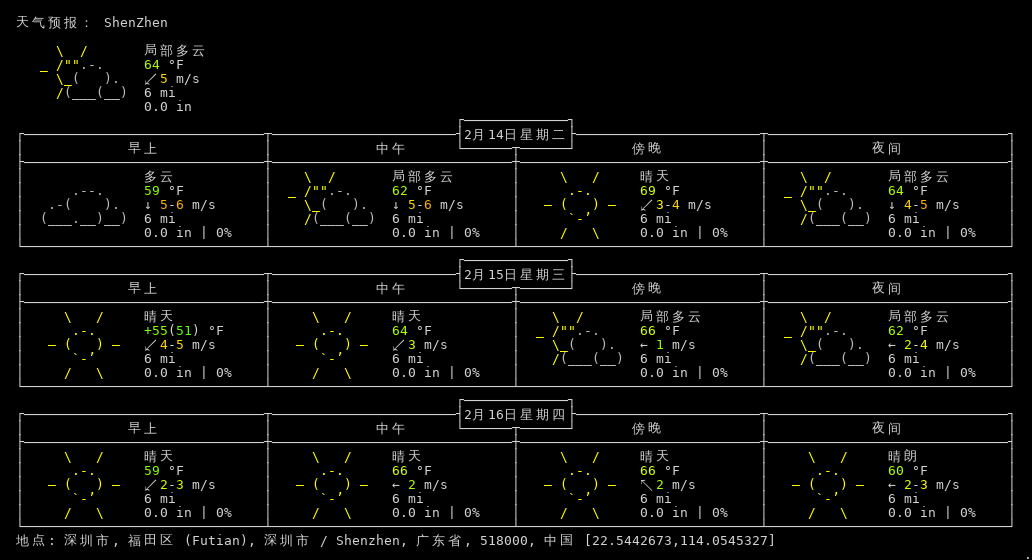 天气预报： ShenZhen
局部多云
64 °F
↙ 5 m/s
6 mi
0.0 in
2月14日星期二
早上 中午 傍晚 夜间
多云 局部多云 晴天 局部多云
59 °F 62 °F 69 °F 64 °F
↓ 5-6 m/s ↓ 5-6 m/s ↙ 3-4 m/s ↓ 4-5 m/s
6 mi 6 mi 6 mi 6 mi
0.0 in | 0% 0.0 in | 0% 0.0 in | 0% 0.0 in | 0%
2月15日星期三
早上 中午 傍晚 夜间
晴天 晴天 局部多云 局部多云
+55(51) °F 64 °F 66 °F 62 °F
↙ 4-5 m/s ↙ 3 m/s ← 1 m/s ← 2-4 m/s
6 mi 6 mi 6 mi 6 mi
0.0 in | 0% 0.0 in | 0% 0.0 in | 0% 0.0 in | 0%
2月16日星期四
早上 中午 傍晚 夜间
晴天 晴天 晴天 晴朗
59 °F 66 °F 66 °F 60 °F
↙ 2-3 m/s ← 2 m/s ↖ 2 m/s ← 2-3 m/s
6 mi 6 mi 6 mi 6 mi
0.0 in | 0% 0.0 in | 0% 0.0 in | 0% 0.0 in | 0%
地点: 深圳市, 福田区 (Futian), 深圳市 / Shenzhen, 广东省, 518000, 中国 [22.5442673,114.0545327]